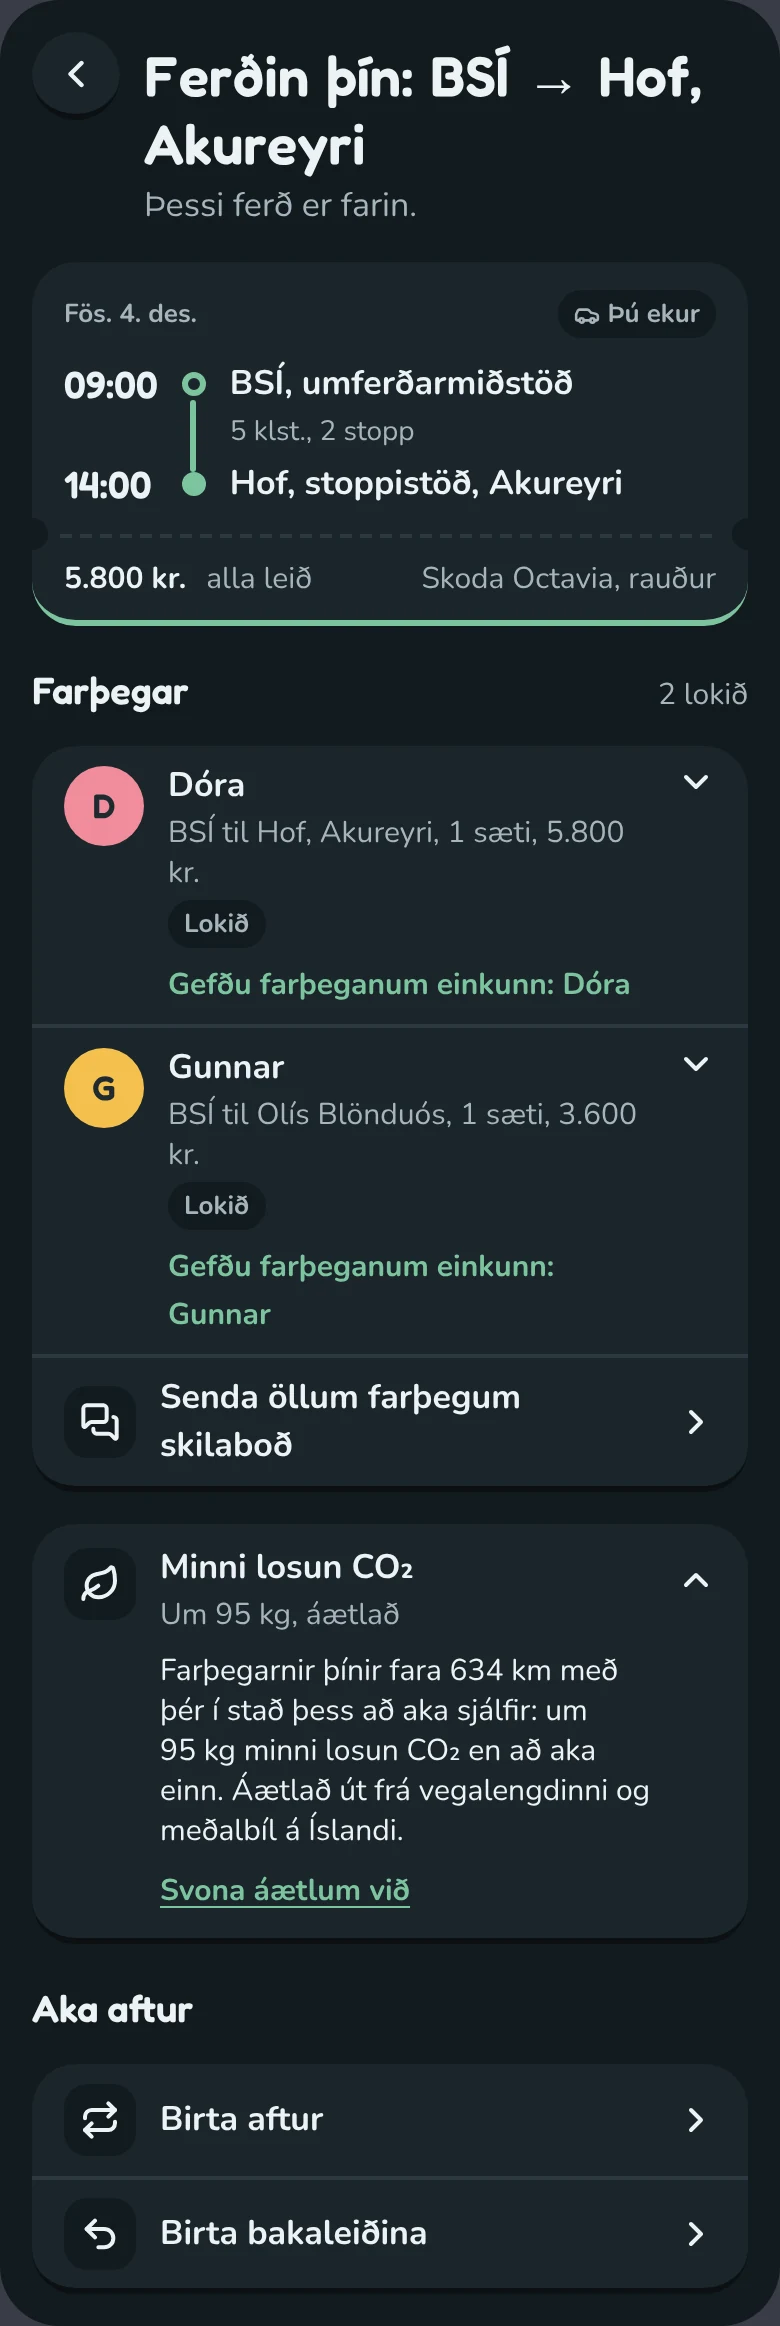 Ferðin þín: BSÍ → Hof,
Akureyri
Þessi ferð er farin.
Fös. 4. des.
Þú ekur
09:00
BSÍ, umferðarmiðstöð
5 klst., 2 stopp
14:00
Hof, stoppistöð, Akureyri
5.800 kr. alla leið
Skoda Octavia, rauður
Farþegar
2 lokið
D
Dóra
BSÍ til Hof, Akureyri, 1 sæti, 5.800
kr.
Lokið
Gefðu farþeganum einkunn: Dóra
G
Gunnar
BSÍ til Olís Blönduós, 1 sæti, 3.600
kr.
Lokið
Gefðu farþeganum einkunn:
Gunnar
Senda öllum farþegum
skilaboð
Minni losun CO₂
Um 95 kg, áætlað
Farþegarnir þínir fara 634 km með
þér í stað þess að aka sjálfir: um
95 kg minni losun CO₂ en að aka
einn. Áætlað út frá vegalengdinni og
meðalbíl á Íslandi.
Svona áætlum við
Aka aftur
Birta aftur
Birta bakaleiðina